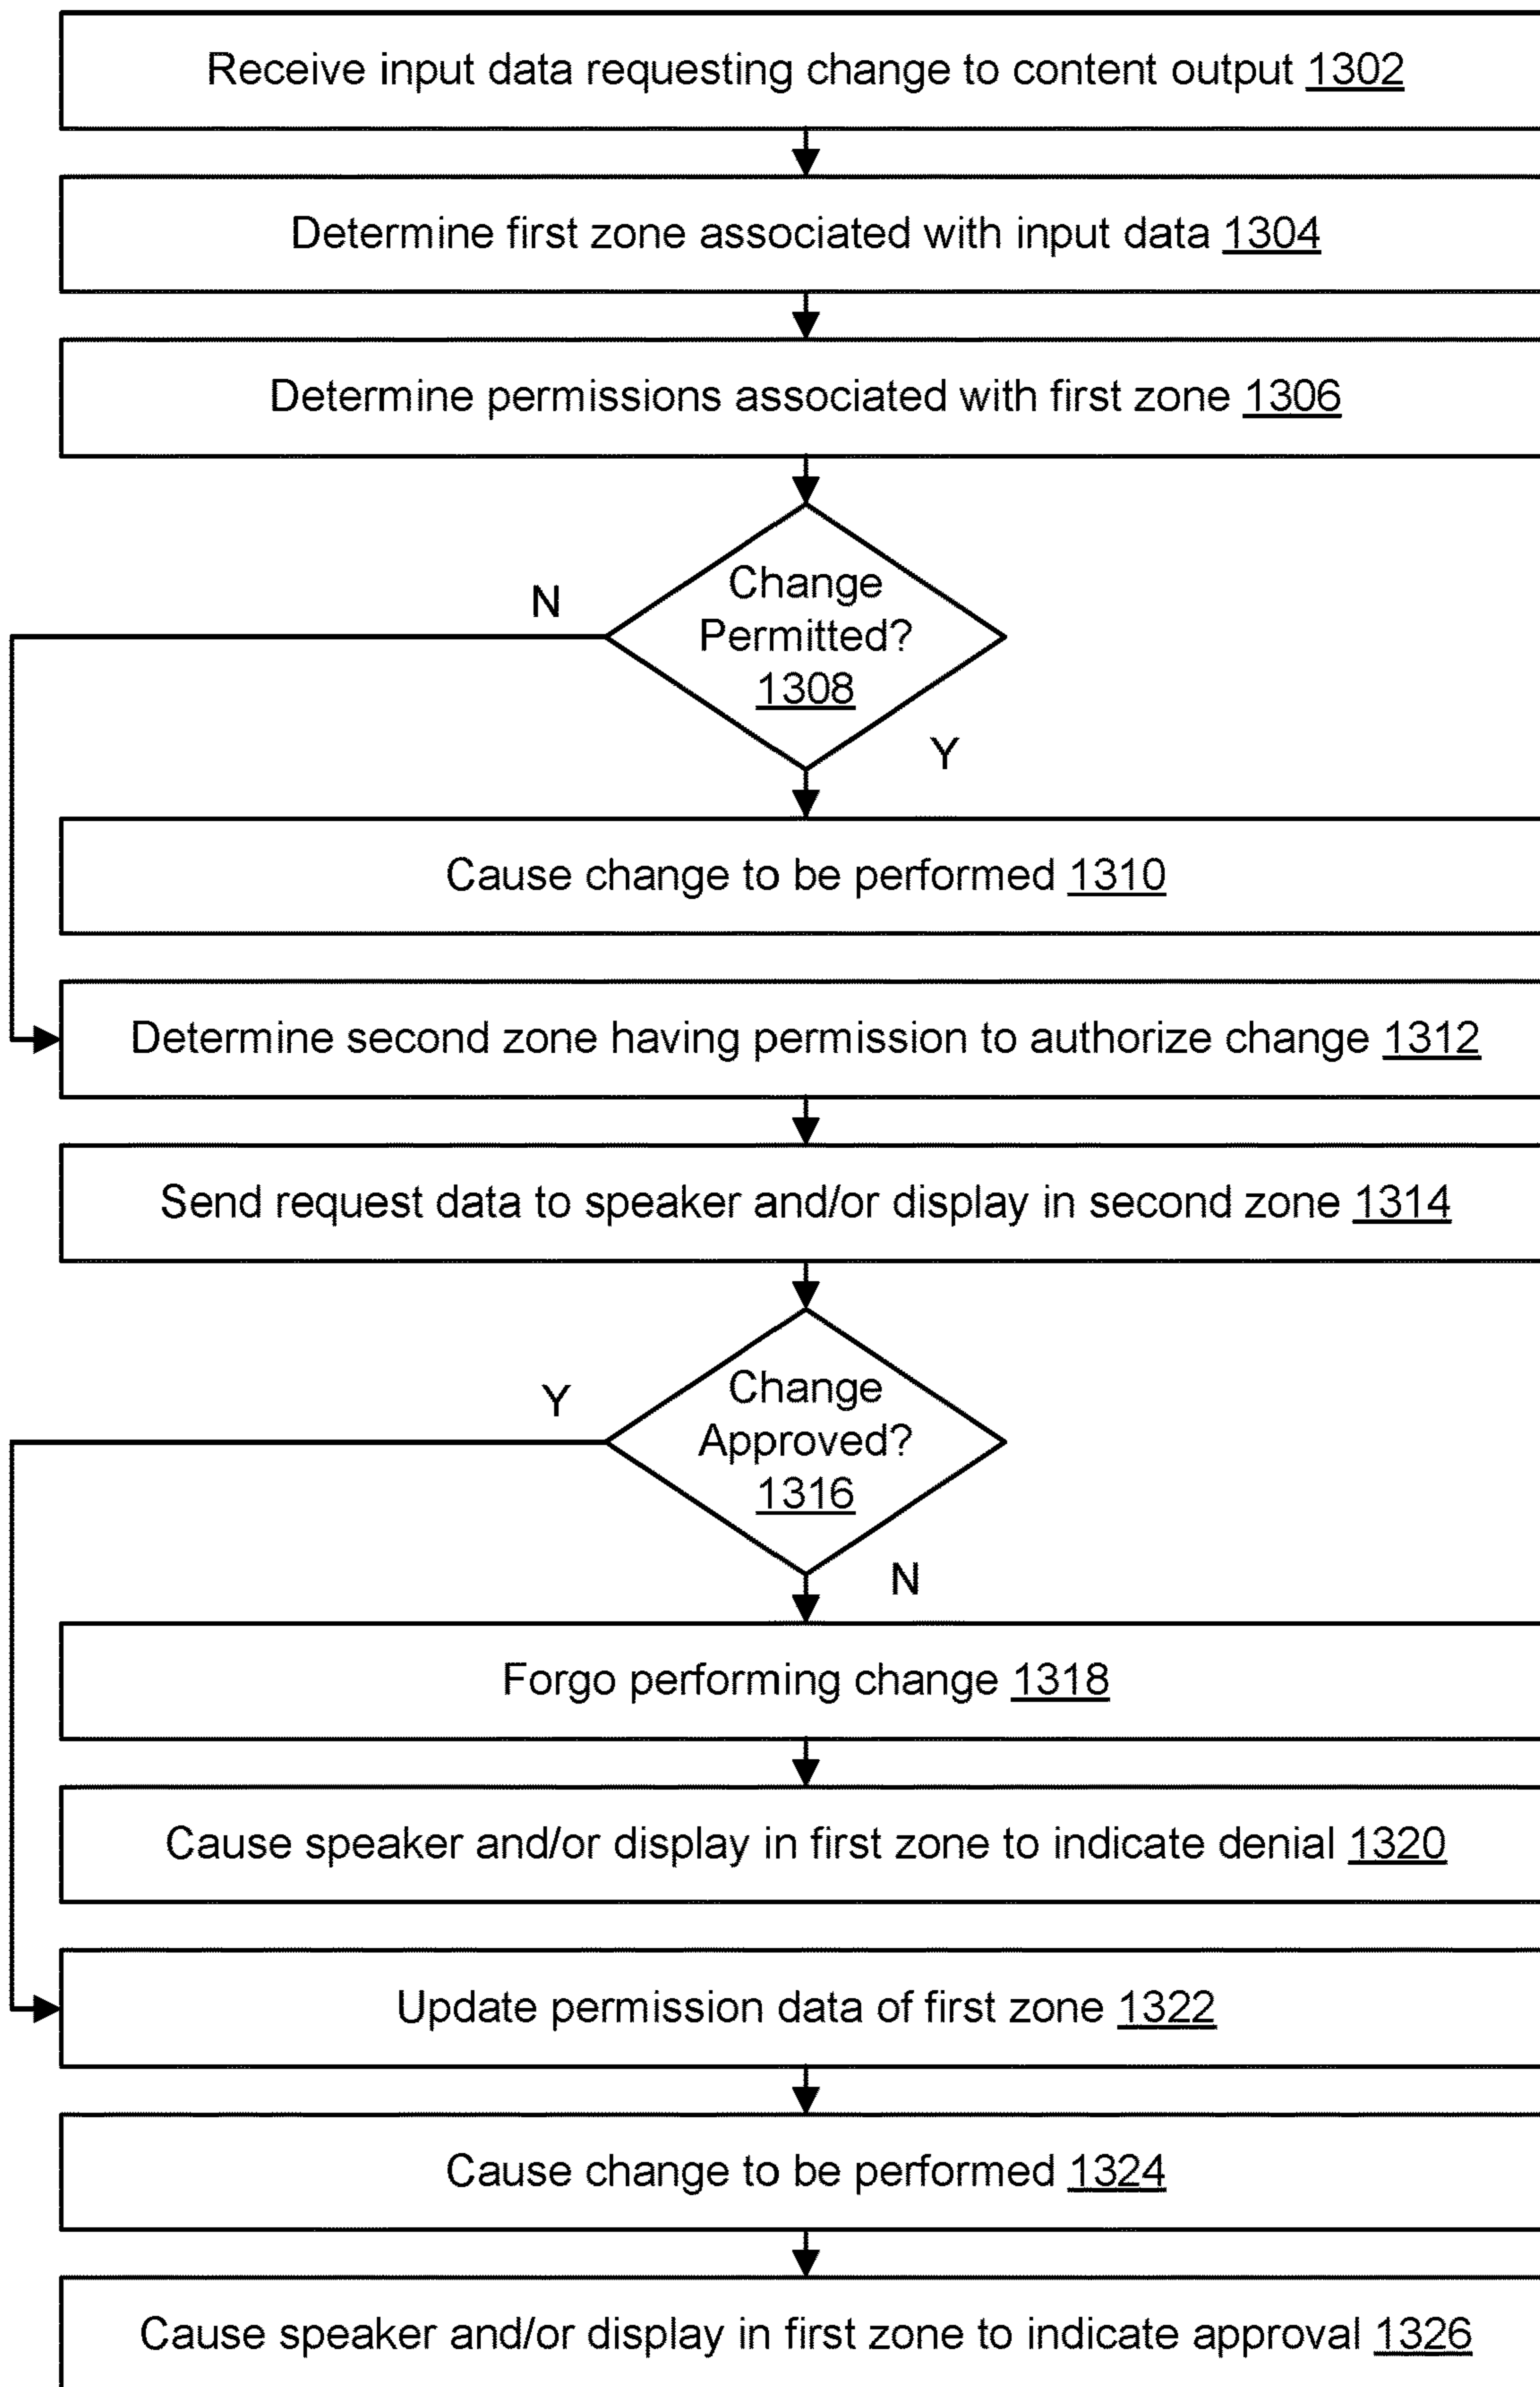 Receive input data requesting change to content output 1302
Determine first zone associated with input data 1304
Determine permissions associated with first zone 1306
N
Change
Permitted?
1308
Y
Cause change to be performed 1310
Determine second zone having permission to authorize change 1312
Send request data to speaker and/or display in second zone 1314
Y
Change
Approved?
1316
N
Forgo performing change 1318
Cause speaker and/or display in first zone to indicate denial 1320
Update permission data of first zone 1322
Cause change to be performed 1324
Cause speaker and/or display in first zone to indicate approval 1326